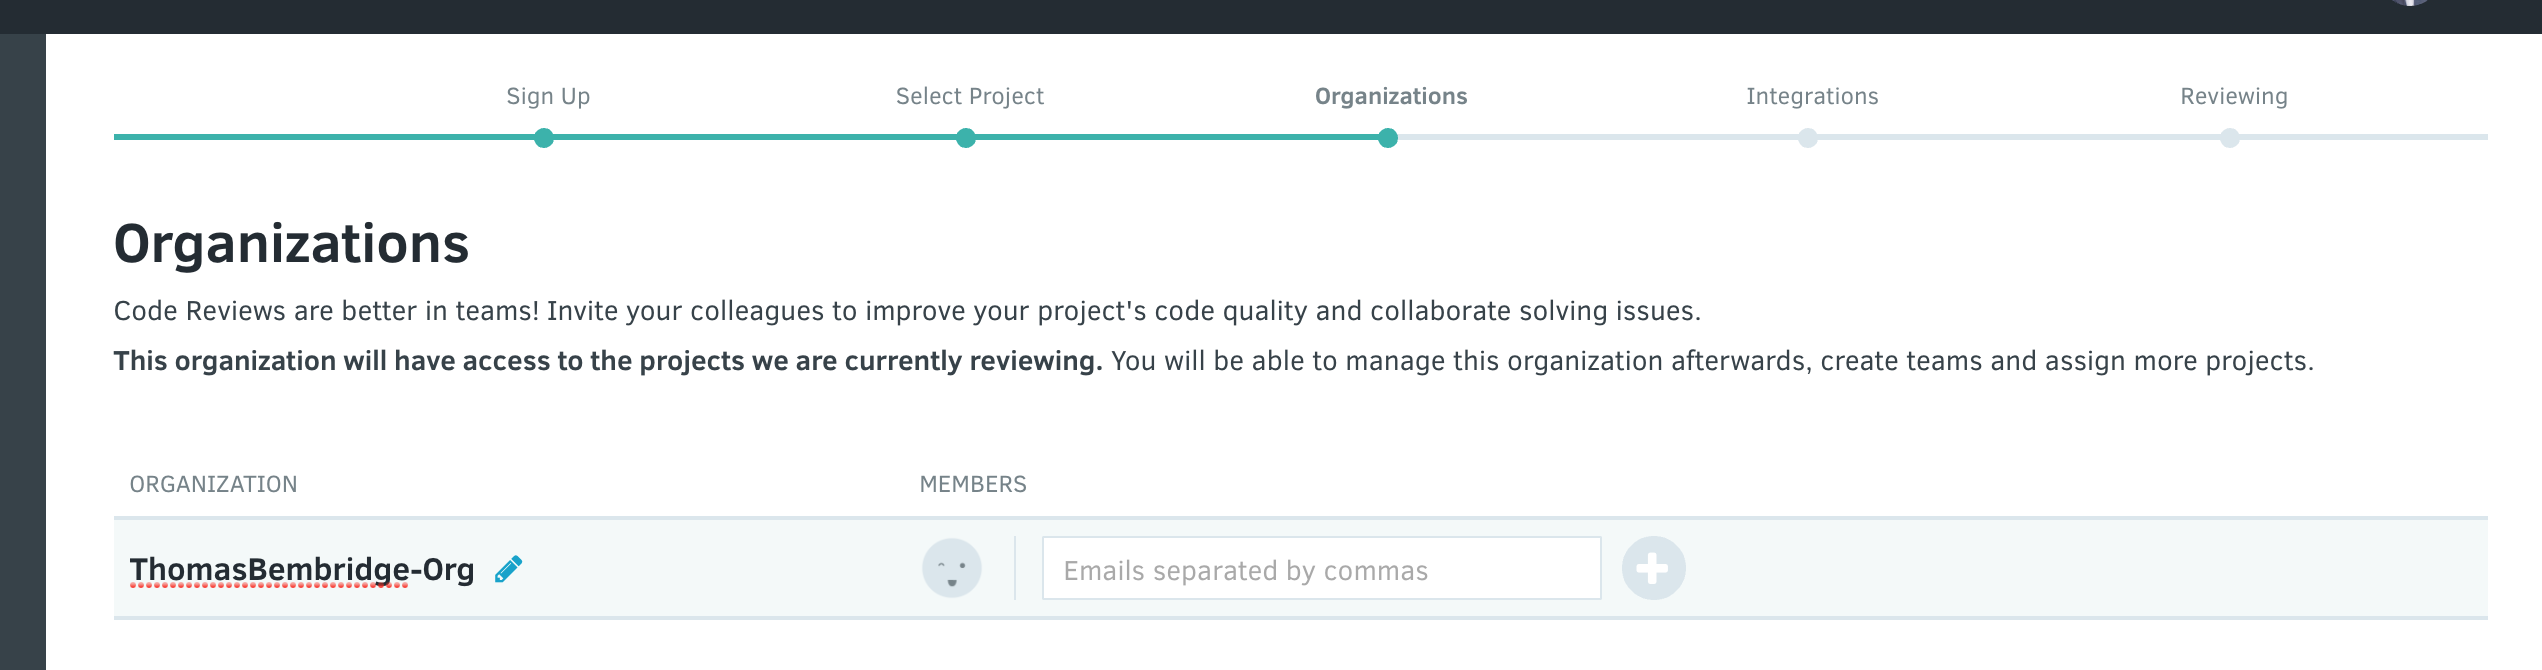 Sign Up
Select Project
Organizations
Integrations
Reviewing
Organizations
Code Reviews are better in teams! Invite your colleagues to improve your project's code quality and collaborate solving issues.
This organization will have access to the projects we are currently reviewing. You will be able to manage this organization afterwards, create teams and assign more projects.
ORGANIZATION
MEMBERS
ThomasBembridge-Org
Emails separated by commas